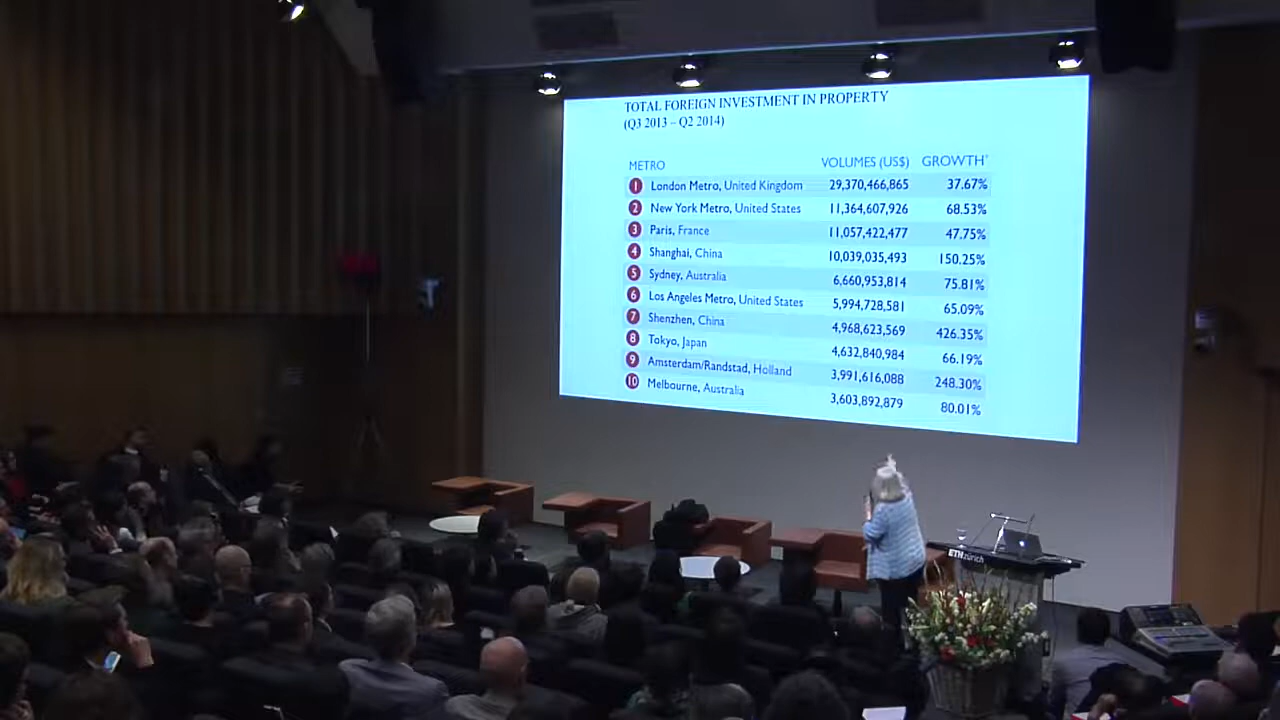 TOTAL FOREIGN INVESTMENT IN PROPERTY
(Q3 2013 – Q2 2014)
METRO VOLUMES (US$) GROWTH*
1 London Metro, United Kingdom 29,370,466,865 37.67%
2 New York Metro, United States 11,364,607,926 68.53%
3 Paris, France 11,057,422,477 47.75%
4 Shanghai, China 10,039,035,493 150.25%
5 Sydney, Australia 6,660,953,814 75.81%
6 Los Angeles Metro, United States 5,994,728,581 65.09%
7 Shenzhen, China 4,968,623,569 426.35%
8 Tokyo, Japan 4,632,840,984 66.19%
9 Amsterdam/Randstad, Holland 3,991,616,088 248.30%
10 Melbourne, Australia 3,603,892,879 80.01%
ETH zürich